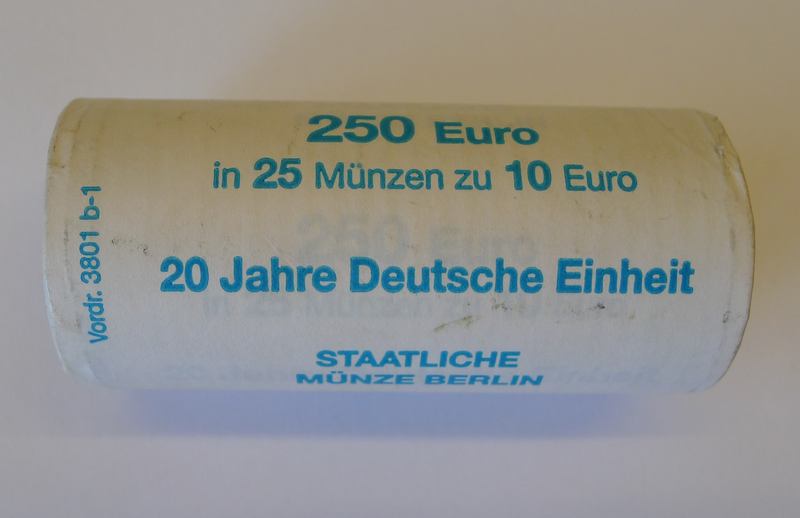 250 Euro
in 25 Münzen zu 10 Euro
20 Jahre Deutsche Einheit
STAATLICHE
MÜNZE BERLIN
Vordr. 3801 b-1